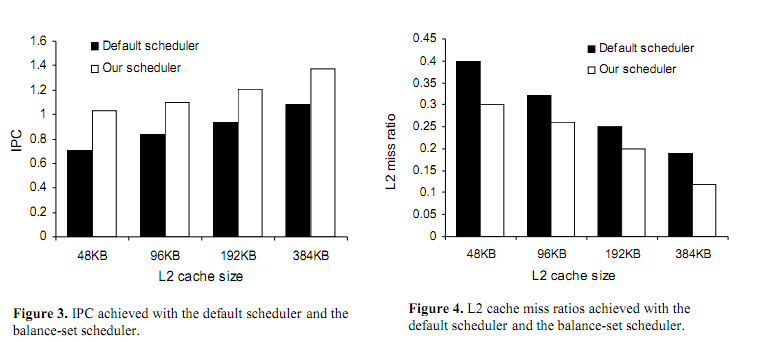 1.6
1.4
1.2
1
0.8
0.6
0.4
0.2
0
IPC
Default scheduler
Our scheduler
48KB 96KB 192KB 384KB
L2 cache size
Figure 3. IPC achieved with the default scheduler and the
balance-set scheduler.
0.45
0.4
0.35
0.3
0.25
0.2
0.15
0.1
0.05
0
L2 miss ratio
Default scheduler
Our scheduler
48KB 96KB 192KB 384KB
L2 cache size
Figure 4. L2 cache miss ratios achieved with the
default scheduler and the balance-set scheduler.